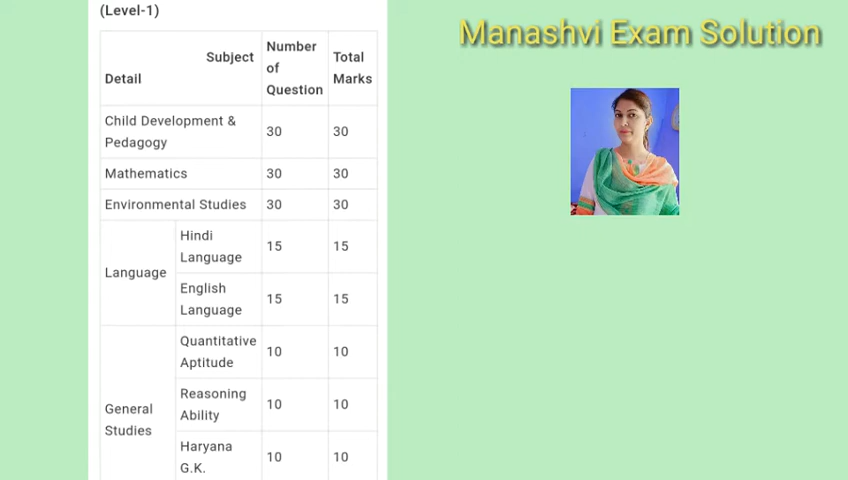 (Level-1)
Manashvi Exam Solution
Subject
Detail
Number
of
Question
Total
Marks
Child Development &
Pedagogy
30
30
Mathematics
30
30
Environmental Studies
30
30
Language
Hindi
Language
15
15
English
Language
15
15
General
Studies
Quantitative
Aptitude
10
10
Reasoning
Ability
10
10
Haryana
G.K.
10
10